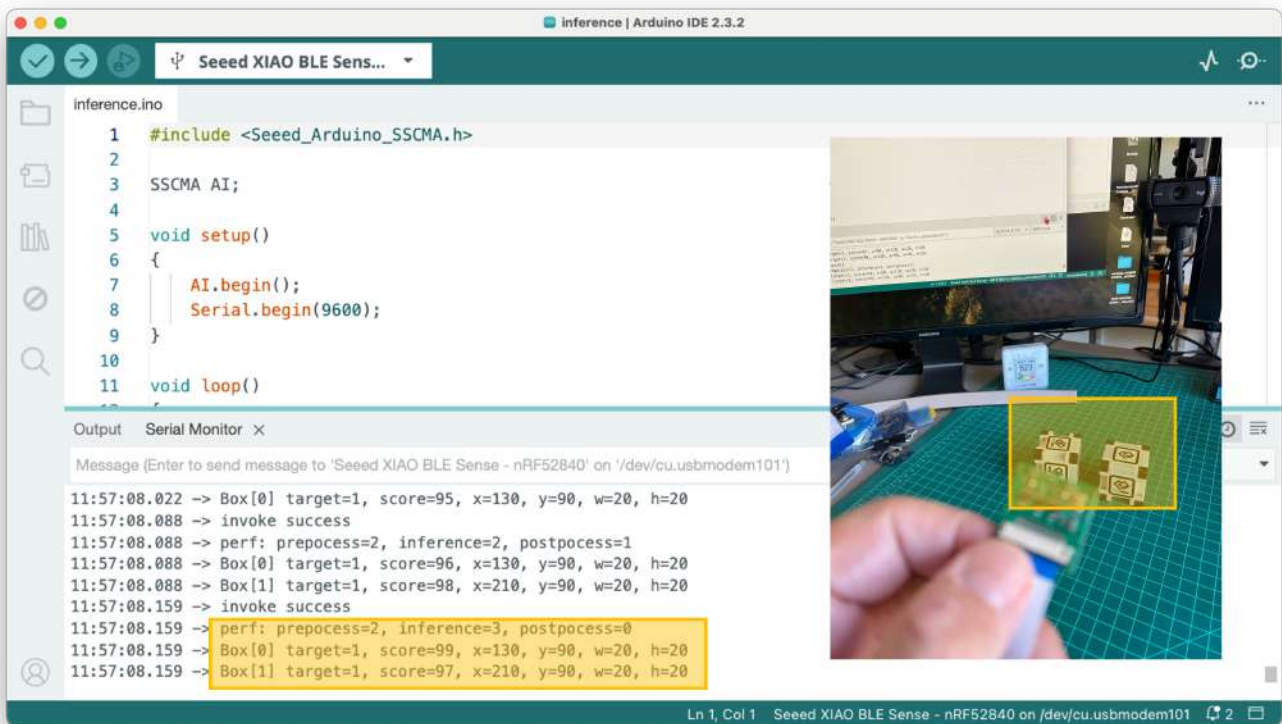 inference | Arduino IDE 2.3.2
Seeed XIAO BLE Sens...
inference.ino
1 #include <Seeed_Arduino_SSCMA.h>
2
3 SSCMA AI;
4
5 void setup()
6 {
7 AI.begin();
8 Serial.begin(9600);
9 }
10
11 void loop()
Output Serial Monitor
Message (Enter to send message to 'Seeed XIAO BLE Sense - nRF52840' on '/dev/cu.usbmodem101')
11:57:08.022 -> Box[0] target=1, score=95, x=130, y=90, w=20, h=20
11:57:08.088 -> invoke success
11:57:08.088 -> perf: prepocess=2, inference=2, postpocess=1
11:57:08.088 -> Box[0] target=1, score=96, x=130, y=90, w=20, h=20
11:57:08.088 -> Box[1] target=1, score=98, x=210, y=90, w=20, h=20
11:57:08.159 -> invoke success
11:57:08.159 -> perf: prepocess=2, inference=3, postpocess=0
11:57:08.159 -> Box[0] target=1, score=99, x=130, y=90, w=20, h=20
11:57:08.159 -> Box[1] target=1, score=97, x=210, y=90, w=20, h=20
Ln 1, Col 1 Seeed XIAO BLE Sense - nRF52840 on /dev/cu.usbmodem101 2